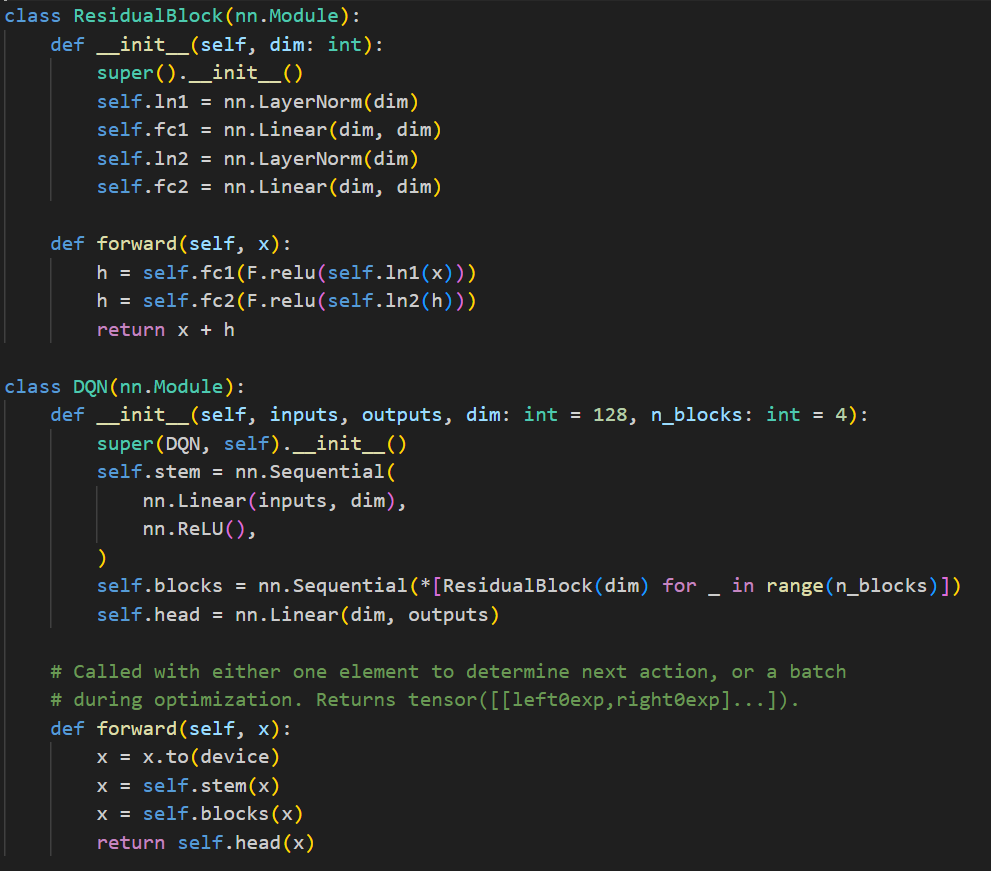 class ResidualBlock(nn.Module):
    def __init__(self, dim: int):
        super().__init__()
        self.ln1 = nn.LayerNorm(dim)
        self.fc1 = nn.Linear(dim, dim)
        self.ln2 = nn.LayerNorm(dim)
        self.fc2 = nn.Linear(dim, dim)

    def forward(self, x):
        h = self.fc1(F.relu(self.ln1(x)))
        h = self.fc2(F.relu(self.ln2(h)))
        return x + h

class DQN(nn.Module):
    def __init__(self, inputs, outputs, dim: int = 128, n_blocks: int = 4):
        super(DQN, self).__init__()
        self.stem = nn.Sequential(
            nn.Linear(inputs, dim),
            nn.ReLU(),
        )
        self.blocks = nn.Sequential(*[ResidualBlock(dim) for _ in range(n_blocks)])
        self.head = nn.Linear(dim, outputs)

    # Called with either one element to determine next action, or a batch
    # during optimization. Returns tensor([[left0exp,right0exp]...]).
    def forward(self, x):
        x = x.to(device)
        x = self.stem(x)
        x = self.blocks(x)
        return self.head(x)